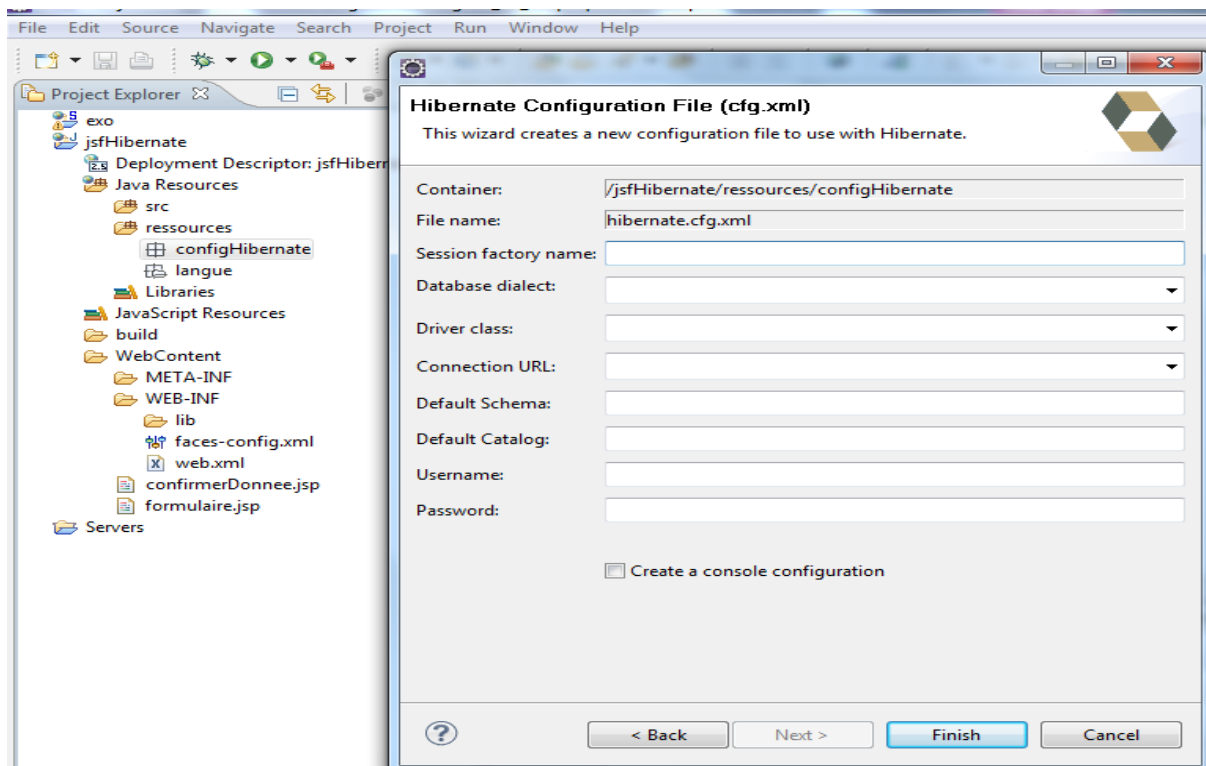 File Edit Source Navigate Search Project Run Window Help
Project Explorer
exo
jsfHibernate
Deployment Descriptor: jsfHibern
Java Resources
src
ressources
configHibernate
langue
Libraries
JavaScript Resources
build
WebContent
META-INF
WEB-INF
lib
faces-config.xml
web.xml
confirmerDonnee.jsp
formulaire.jsp
Servers
Hibernate Configuration File (cfg.xml)
This wizard creates a new configuration file to use with Hibernate.
Container: /jsfHibernate/ressources/configHibernate
File name: hibernate.cfg.xml
Session factory name:
Database dialect:
Driver class:
Connection URL:
Default Schema:
Default Catalog:
Username:
Password:
Create a console configuration
? < Back Next > Finish Cancel